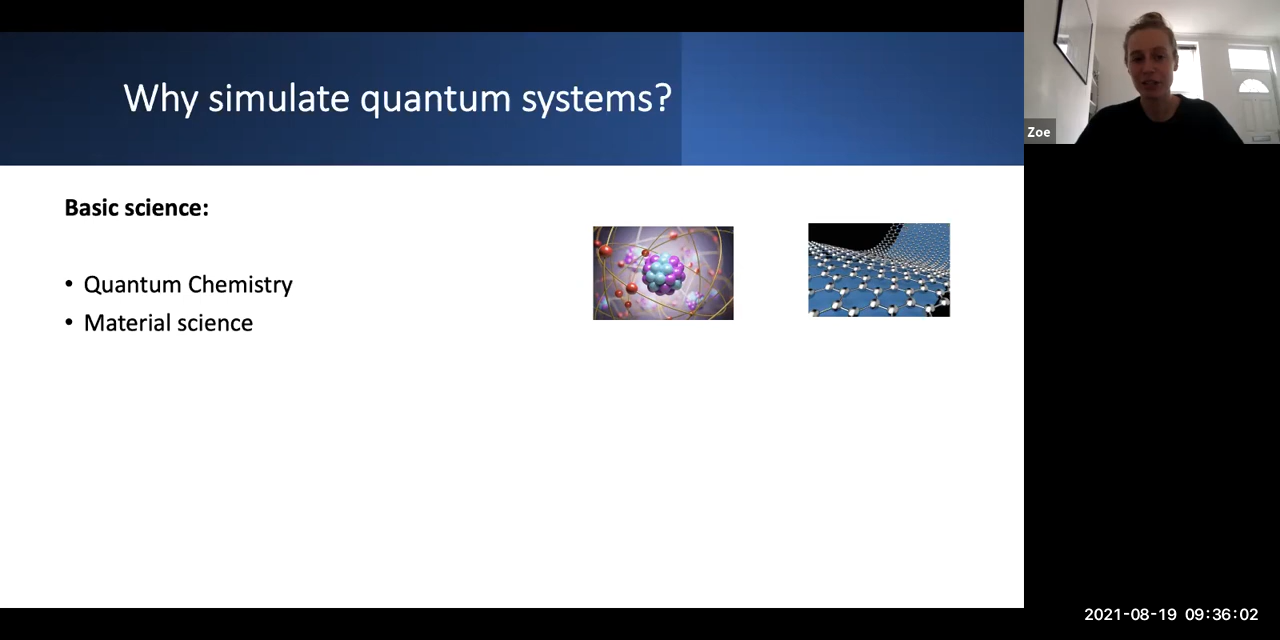 Why simulate quantum systems?
Zoe
Basic science:
• Quantum Chemistry
• Material science
2021-08-19 09:36:02